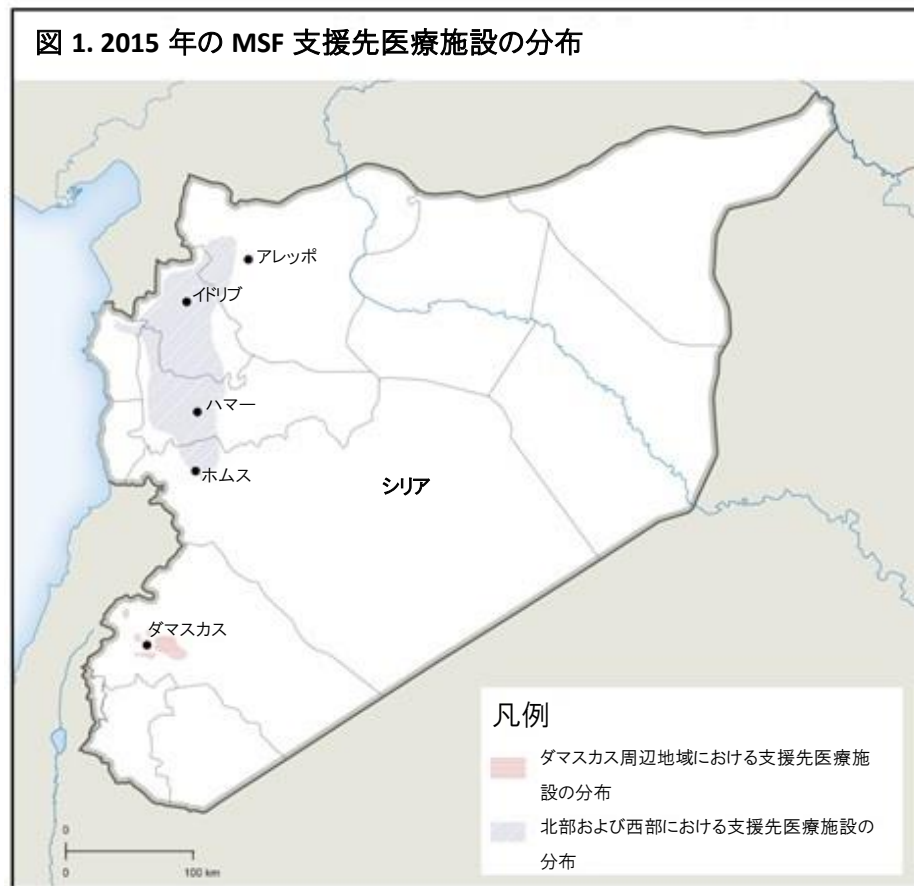 図 1. 2015 年の MSF 支援先医療施設の分布
アレッポ
イドリブ
ハマー
ホムス
シリア
ダマスカス
凡例
ダマスカス周辺地域における支援先医療施
設の分布
北部および西部における支援先医療施設の
分布
0
0 100 km